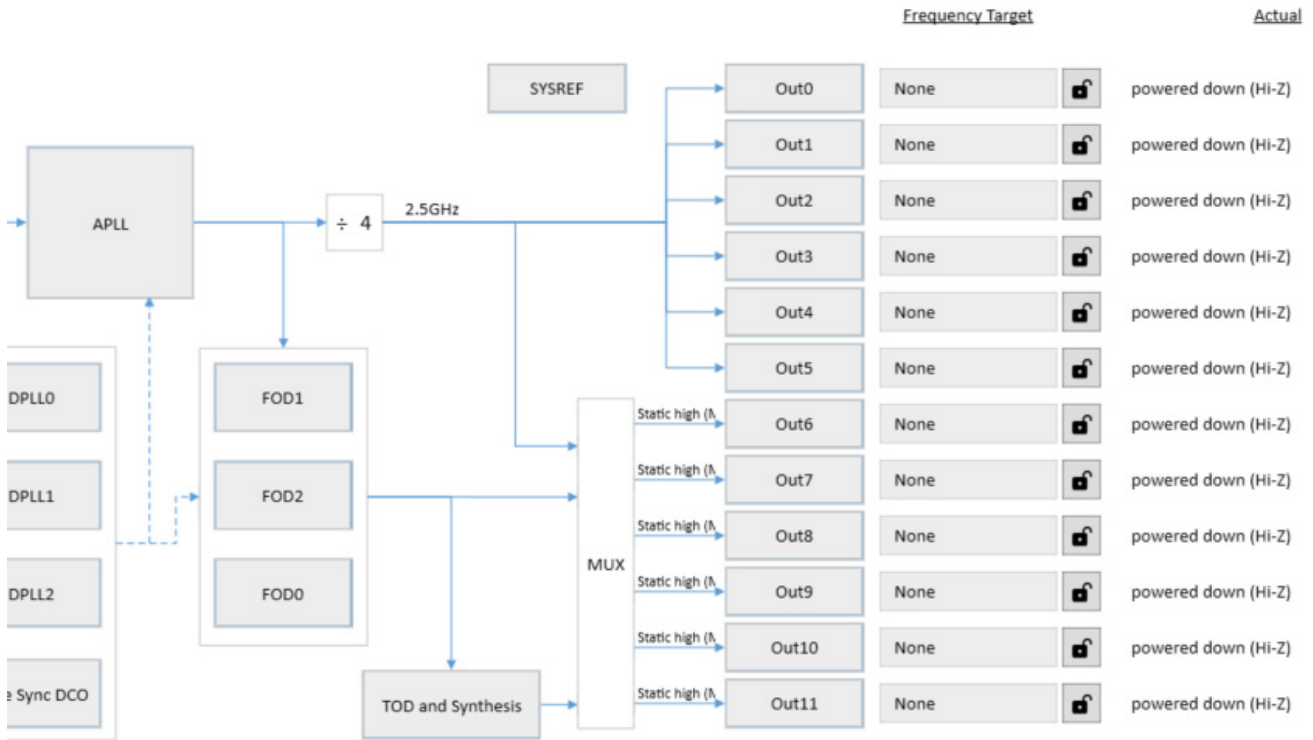 Frequency Target Actual
SYSREF
Out0 None powered down (Hi-Z)
Out1 None powered down (Hi-Z)
Out2 None powered down (Hi-Z)
APLL ÷ 4 2.5GHz
Out3 None powered down (Hi-Z)
Out4 None powered down (Hi-Z)
Out5 None powered down (Hi-Z)
DPLL0 FOD1
Static high (M Out6 None powered down (Hi-Z)
DPLL1 FOD2
Static high (M Out7 None powered down (Hi-Z)
Static high (M Out8 None powered down (Hi-Z)
MUX
DPLL2 FOD0
Static high (M Out9 None powered down (Hi-Z)
Static high (M Out10 None powered down (Hi-Z)
e Sync DCO TOD and Synthesis
Static high (M Out11 None powered down (Hi-Z)